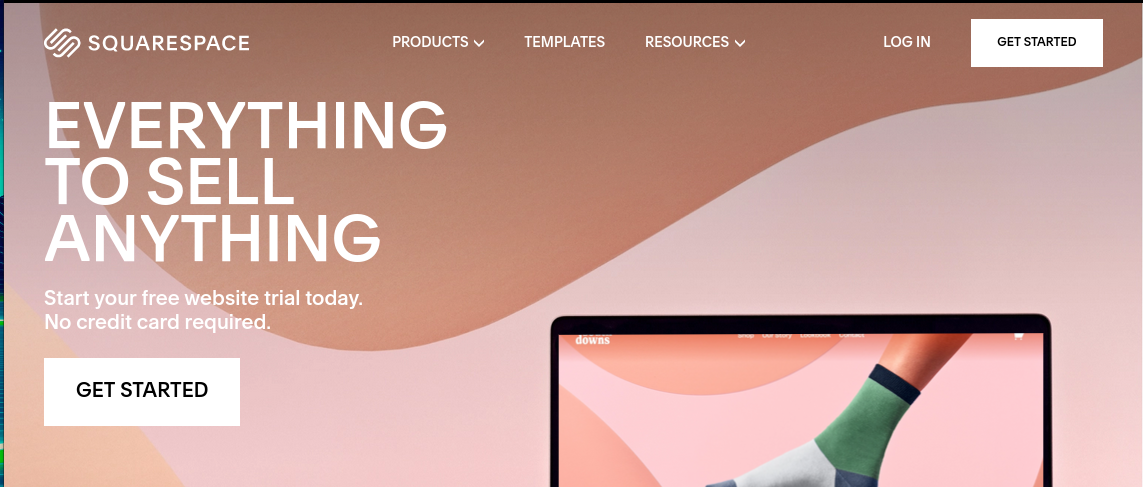 SQUARESPACE
PRODUCTS
TEMPLATES
RESOURCES
LOG IN
GET STARTED
EVERYTHING
TO SELL
ANYTHING
Start your free website trial today.
No credit card required.
GET STARTED
downs
Shop Our Story Lookbook Contact